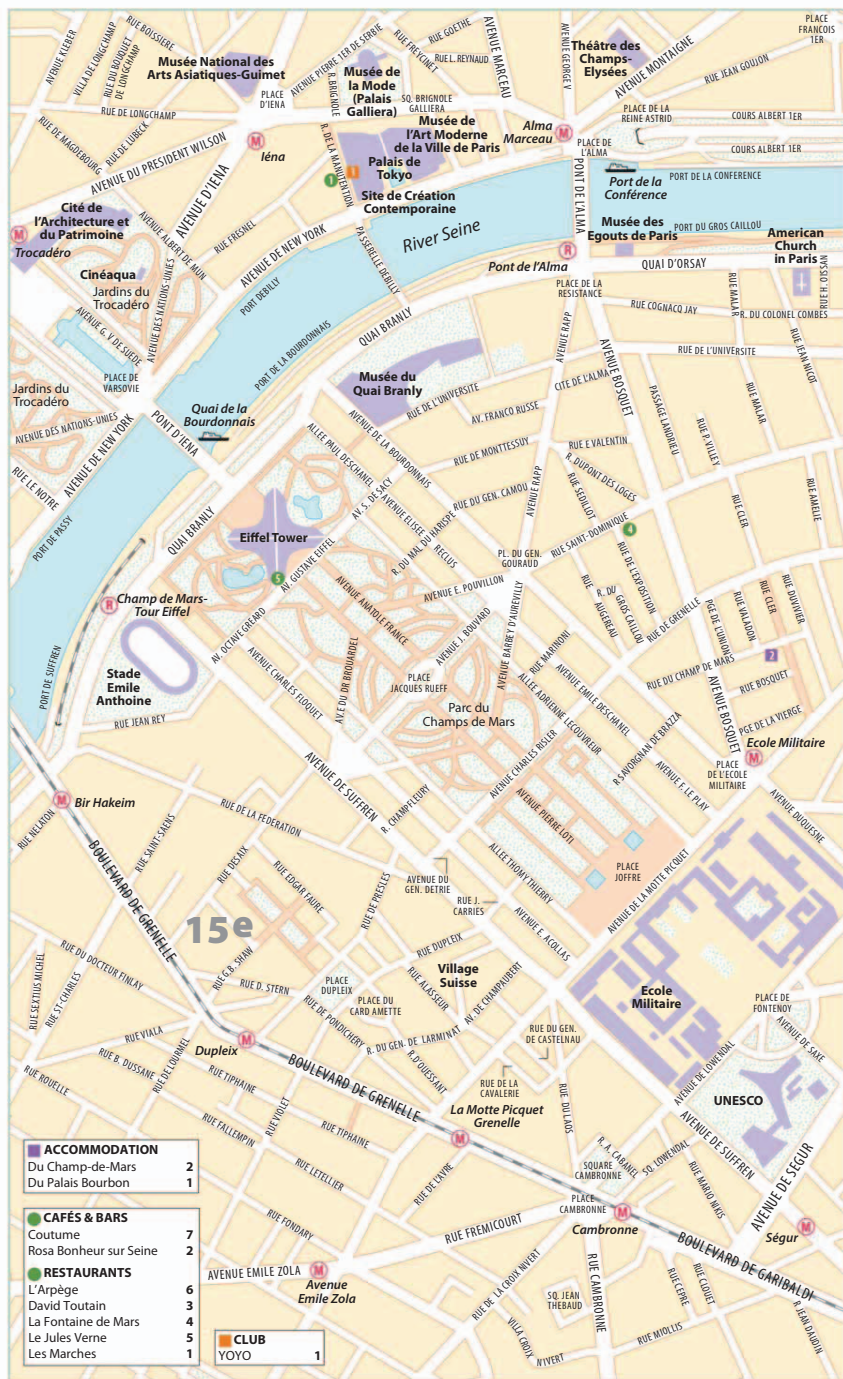 PLACE
FRANCOIS
1ER
RUE BOISSIERE
AVENUE KLEBER
VILLA DE LONGCHAMP
RUE DU BOUQUET
DE LONGCHAMP
Musée National des
Arts Asiatiques-Guimet
AVENUE PIERRE 1ER DE SERBIE
RUE FREYCINET
RUE GOETHE
RUE L. REYNAUD
AVENUE MARCEAU
AVENUE GEORGE V
Théâtre des
Champs-
Elysées
AVENUE MONTAIGNE
RUE JEAN GOUJON
Musée de
la Mode
(Palais
Galliera)
R. BRIGNOLE
PLACE
D'IENA
SQ. BRIGNOLE
GALLIERA
RUE DE LONGCHAMP
RUE DE MAGDEBOURG
RUE DE LUBECK
AVENUE DU PRESIDENT WILSON
Iéna
Musée de
l'Art Moderne
de la Ville de Paris
Palais de
Tokyo
R. DE LA MANUTENTION
1
1
Site de Création
Contemporaine
Alma
Marceau
PLACE DE LA
REINE ASTRID
COURS ALBERT 1ER
COURS ALBERT 1ER
PLACE DE
L'ALMA
PONT DE L'ALMA
Port de la
Conférence
PORT DE LA CONFERENCE
Cité de
l'Architecture et
du Patrimoine
Trocadéro
AVENUE D'IENA
AVENUE ALBERT DE MUN
RUE FRESNEL
AVENUE DE NEW YORK
PORT DEBILLY
PASSERELLE DEBILLY
River Seine
Musée des
Egouts de Paris
PORT DU GROS CAILLOU
American
Church
in Paris
Pont de l'Alma
QUAI D'ORSAY
RUE H. MOISSAN
Cinéaqua
Jardins du
Trocadéro
AVENUE DES NATIONS-UNIES
AVENUE G. V DE SUEDE
PORT DE LA BOURDONNAIS
QUAI BRANLY
PLACE DE LA
RESISTANCE
RUE COGNACQ JAY
RUE MALAR
R. DU COLONEL COMBES
RUE JEAN NICOT
AVENUE RAPP
AVENUE BOSQUET
RUE DE L'UNIVERSITE
PLACE DE
VARSOVIE
Jardins du
Trocadéro
AVENUE DES NATIONS-UNIES
AVENUE DE NEW YORK
RUE LE NOTRE
PONT D'IENA
Quai de la
Bourdonnais
Musée du
Quai Branly
RUE DE L'UNIVERSITE
CITE DE L'ALMA
AV. FRANCO RUSSE
PASSAGE LANDRIEU
RUE MALAR
RUE P. VILLEY
RUE E VALENTIN
RUE DE MONTTESSUY
AVENUE DE LA BOURDONNAIS
ALLEE PAUL DESCHANEL
AV. S. DE SACY
AVENUE ELISEE RECLUS
RUE DU GEN. CAMOU
AVENUE RAPP
R. DUPONT DES LOGES
RUE SEDILLOT
RUE CLER
RUE AMELIE
PORT DE PASSY
QUAI BRANLY
Eiffel Tower
5
AV. GUSTAVE EIFFEL
R. DU MAL DU HARISPE
PL. DU GEN.
GOURAUD
RUE SAINT-DOMINIQUE
4
RUE DE L'EXPOSITION
AVENUE E. POUVILLON
RUE AUGEREAU
R. DU GROS CAILLOU
RUE DE GRENELLE
PGE DE L'UNION
RUE VALADON
RUE CLER
RUE DUVIVIER
Champ de Mars-
Tour Eiffel
AV. OCTAVE GREARD
AVENUE ANATOLE FRANCE
AVENUE CHARLES FLOQUET
AV.E DU DR BROUARDEL
AVENUE J. BOUVARD
AVENUE BARBEY D'AUREVILLY
RUE MARINONI
AVENUE EMILE DESCHANEL
ALLEE ADRIENNE LECOUVREUR
PLACE
JACQUES RUEFF
Parc du
Champs de Mars
RUE DU CHAMP DE MARS
2
RUE BOSQUET
AVENUE BOSQUET
PGE DE LA VIERGE
Stade
Emile
Anthoine
PORT DE SUFFREN
RUE JEAN REY
Ecole Militaire
PLACE
DE L'ECOLE
MILITAIRE
R SAVORGNAN DE BRAZZA
AVENUE F. LE PLAY
AVENUE DUQUESNE
AVENUE CHARLES RISLER
AVENUE PIERRE LOTI
AVENUE DE SUFFREN
R. CHAMPFLEURY
ALLEE THOMY THIERRY
PLACE
JOFFRE
AVENUE DE LA MOTTE PICQUET
Bir Hakeim
RUE NELATON
RUE SAINT-SAENS
RUE DE LA FEDERATION
BOULEVARD DE GRENELLE
RUE DESAIX
RUE EDGAR FAURE
RUE DE PRESLES
AVENUE DU
GEN. DETRIE
RUE J.
CARRIES
AVENUE E. ACOLLAS
15e
RUE DU DOCTEUR FINLAY
RUE SEXTIUS MICHEL
RUE ST-CHARLES
RUE G.B. SHAW
RUE D. STERN
PLACE
DUPLEIX
RUE DUPLEIX
Village
Suisse
RUE ALASSEUR
PLACE DU
CARD AMETTE
AV. DE CHAMPAUBERT
RUE DE PONDICHERY
R. DU GEN. DE LARMINAT
R. D'OUESSANT
RUE DU GEN.
DE CASTELNAU
Ecole
Militaire
PLACE DE
FONTENOY
AVENUE DE SAXE
AVENUE DE LOWENDAL
UNESCO
RUE VIALA
RUE B. DUSSANE
RUE ROUELLE
RUE DE LOURMEL
Dupleix
BOULEVARD DE GRENELLE
RUE TIPHAINE
RUE VIOLET
RUE TIPHAINE
RUE FALLEMPIN
RUE LETELLIER
RUE FONDARY
RUE DE LA
CAVALERIE
La Motte Picquet
Grenelle
RUE DU LAOS
RUE DE L'AVRE
R. A. CABANEL
SQUARE
CAMBRONNE
SQ. LOWENDAL
AVENUE DE SUFFREN
RUE MARIO NIKIS
AVENUE DE SEGUR
PLACE
CAMBRONNE
Cambronne
Ségur
RUE FREMICOURT
AVENUE EMILE ZOLA
Avenue
Emile Zola
BOULEVARD DE GARIBALDI
RUE DE LA CROIX NIVERT
RUE CAMBRONNE
SQ. JEAN
THEBAUD
VILLA CROIX
NIVERT
RUE CEPRE
RUE CLOUET
RUE MIOLLIS
R JEAN DAUDIN
ACCOMMODATION
Du Champ-de-Mars 2
Du Palais Bourbon 1
CAFÉS & BARS
Coutume 7
Rosa Bonheur sur Seine 2
RESTAURANTS
L'Arpège 6
David Toutain 3
La Fontaine de Mars 4
Le Jules Verne 5
Les Marches 1
CLUB
YOYO 1